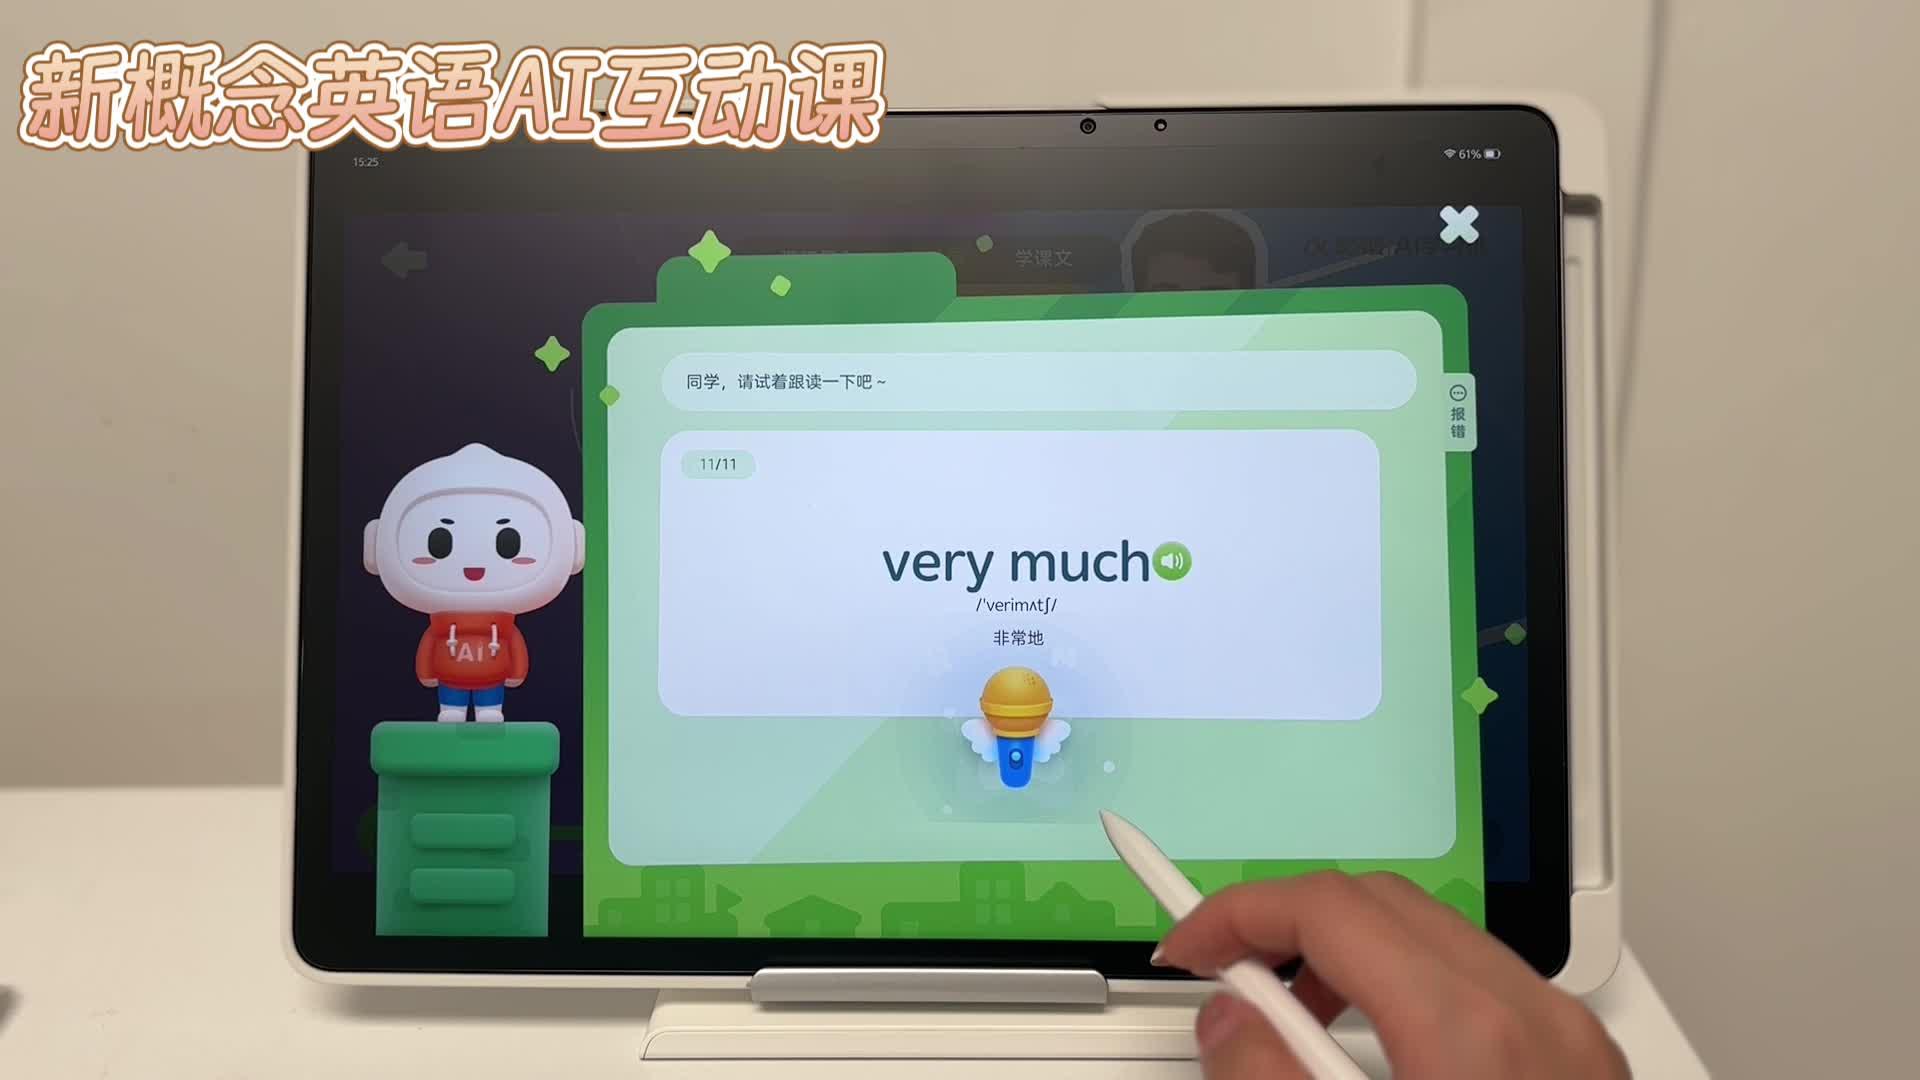 新概念英语AI互动课
15:25
61%
学课文
同学，请试着跟读一下吧～
报错
11/11
very much
/'verimʌtʃ/
非常地
Ai